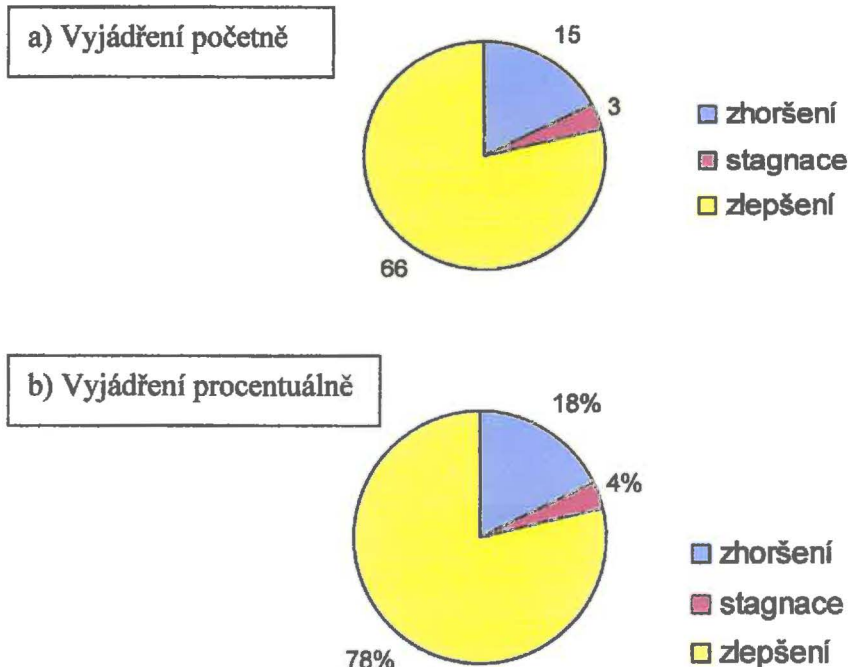 a) Vyjádření početně
15
3
zhoršení
stagnace
zlepšení
66
b) Vyjádření procentuálně
18%
4%
zhoršení
stagnace
zlepšení
78%